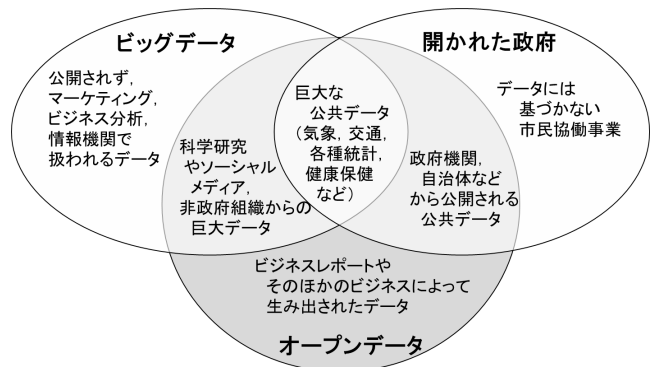 ビッグデータ
開かれた政府
公開されず,
マーケティング,
ビジネス分析,
情報機関で
扱われるデータ
巨大な
公共データ
（気象, 交通,
各種統計,
健康保健
など）
データには
基づかない
市民協働事業
科学研究
やソーシャル
メディア,
非政府組織からの
巨大データ
政府機関,
自治体など
から公開される
公共データ
ビジネスレポートや
そのほかのビジネスによって
生み出されたデータ
オープンデータ